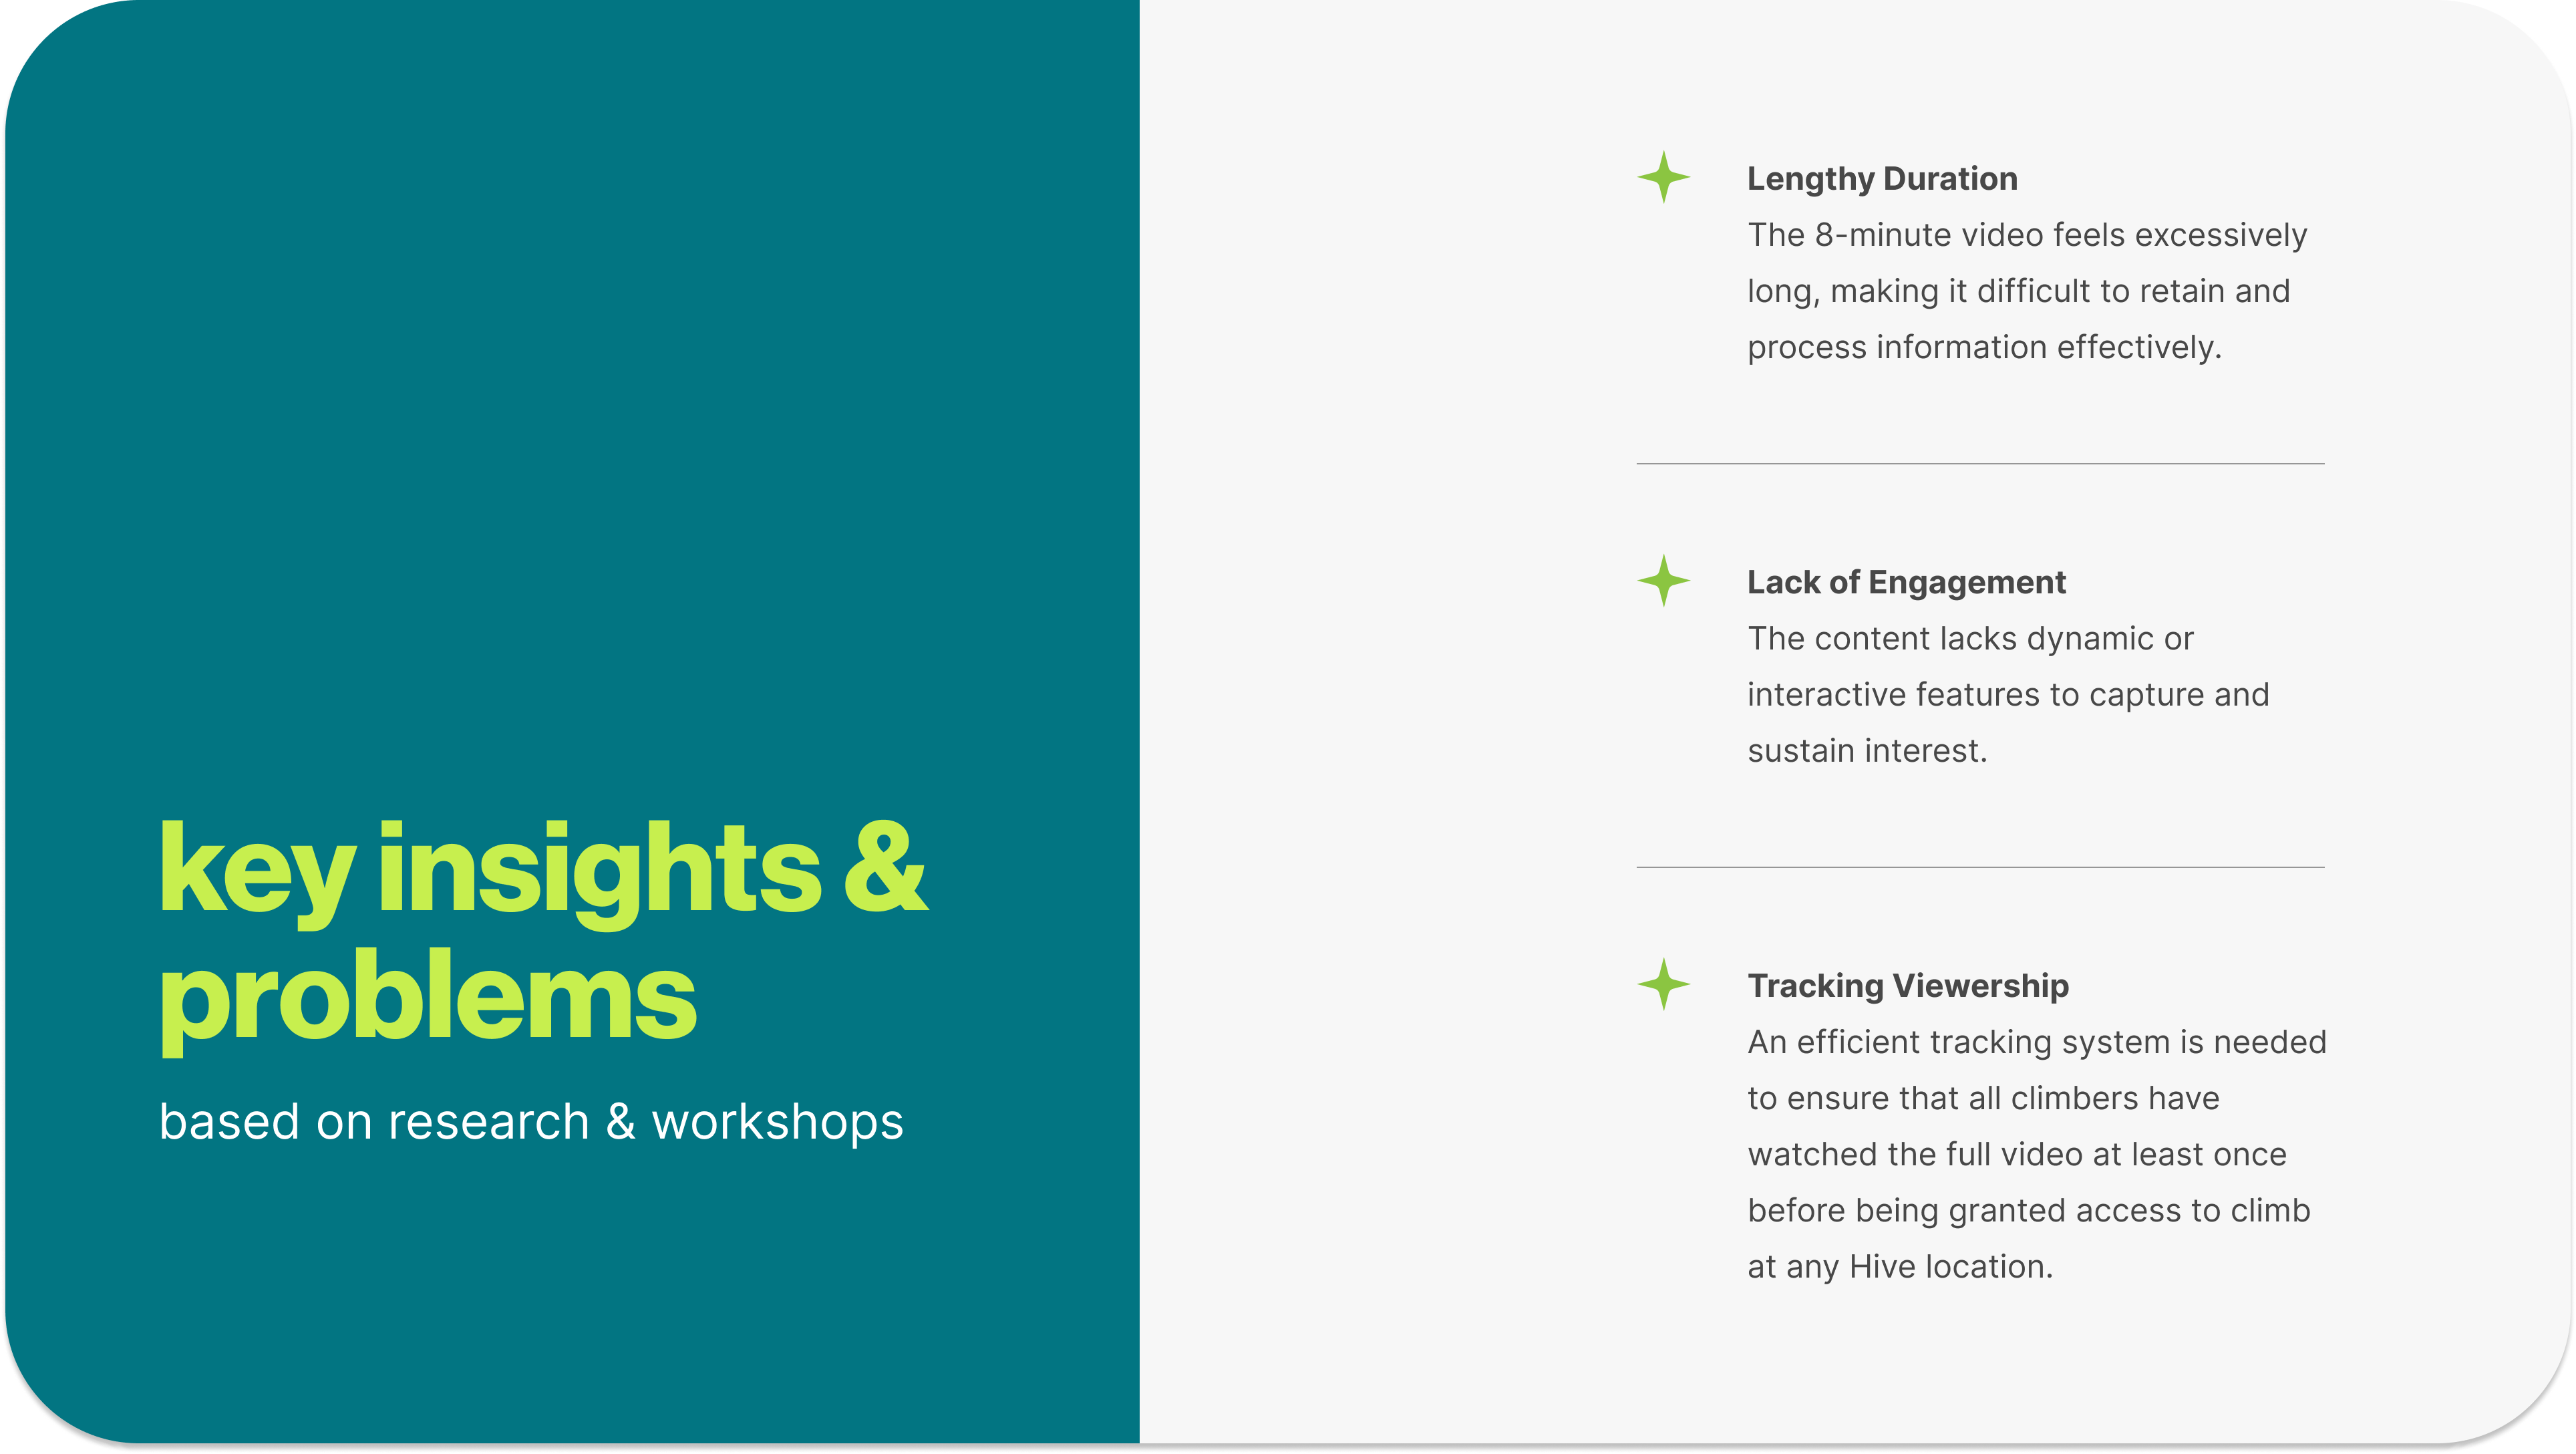 key insights &
problems
based on research & workshops
Lengthy Duration
The 8-minute video feels excessively
long, making it difficult to retain and
process information effectively.
Lack of Engagement
The content lacks dynamic or
interactive features to capture and
sustain interest.
Tracking Viewership
An efficient tracking system is needed
to ensure that all climbers have
watched the full video at least once
before being granted access to climb
at any Hive location.